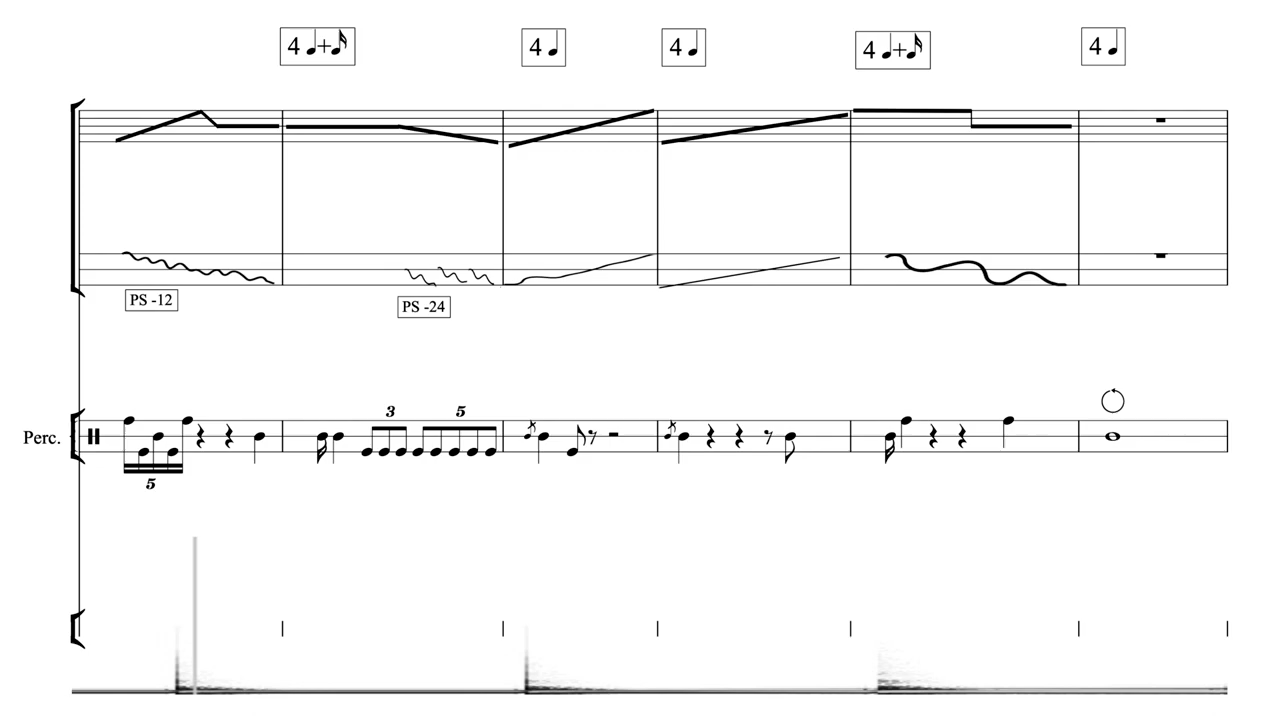 4 ♩+𝅘𝅥𝅯
4 ♩
4 ♩
4 ♩+𝅘𝅥𝅯
4 ♩
PS -12
PS -24
3
5
Perc.
5